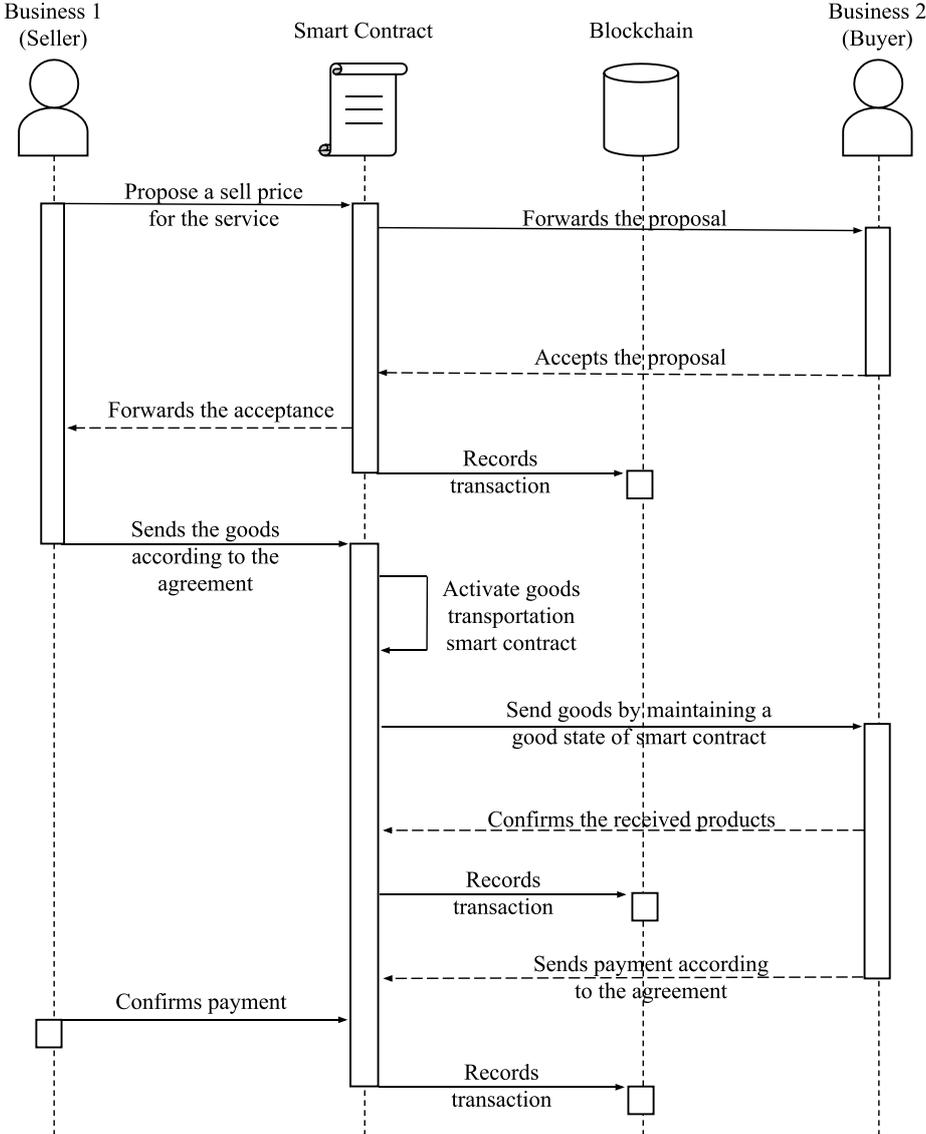 Business 1
(Seller)
Smart Contract
Blockchain
Business 2
(Buyer)
Propose a sell price
for the service
Forwards the proposal
Accepts the proposal
Forwards the acceptance
Records
transaction
Sends the goods
according to the
agreement
Activate goods
transportation
smart contract
Send goods by maintaining a
good state of smart contract
Confirms the received products
Records
transaction
Sends payment according
to the agreement
Confirms payment
Records
transaction